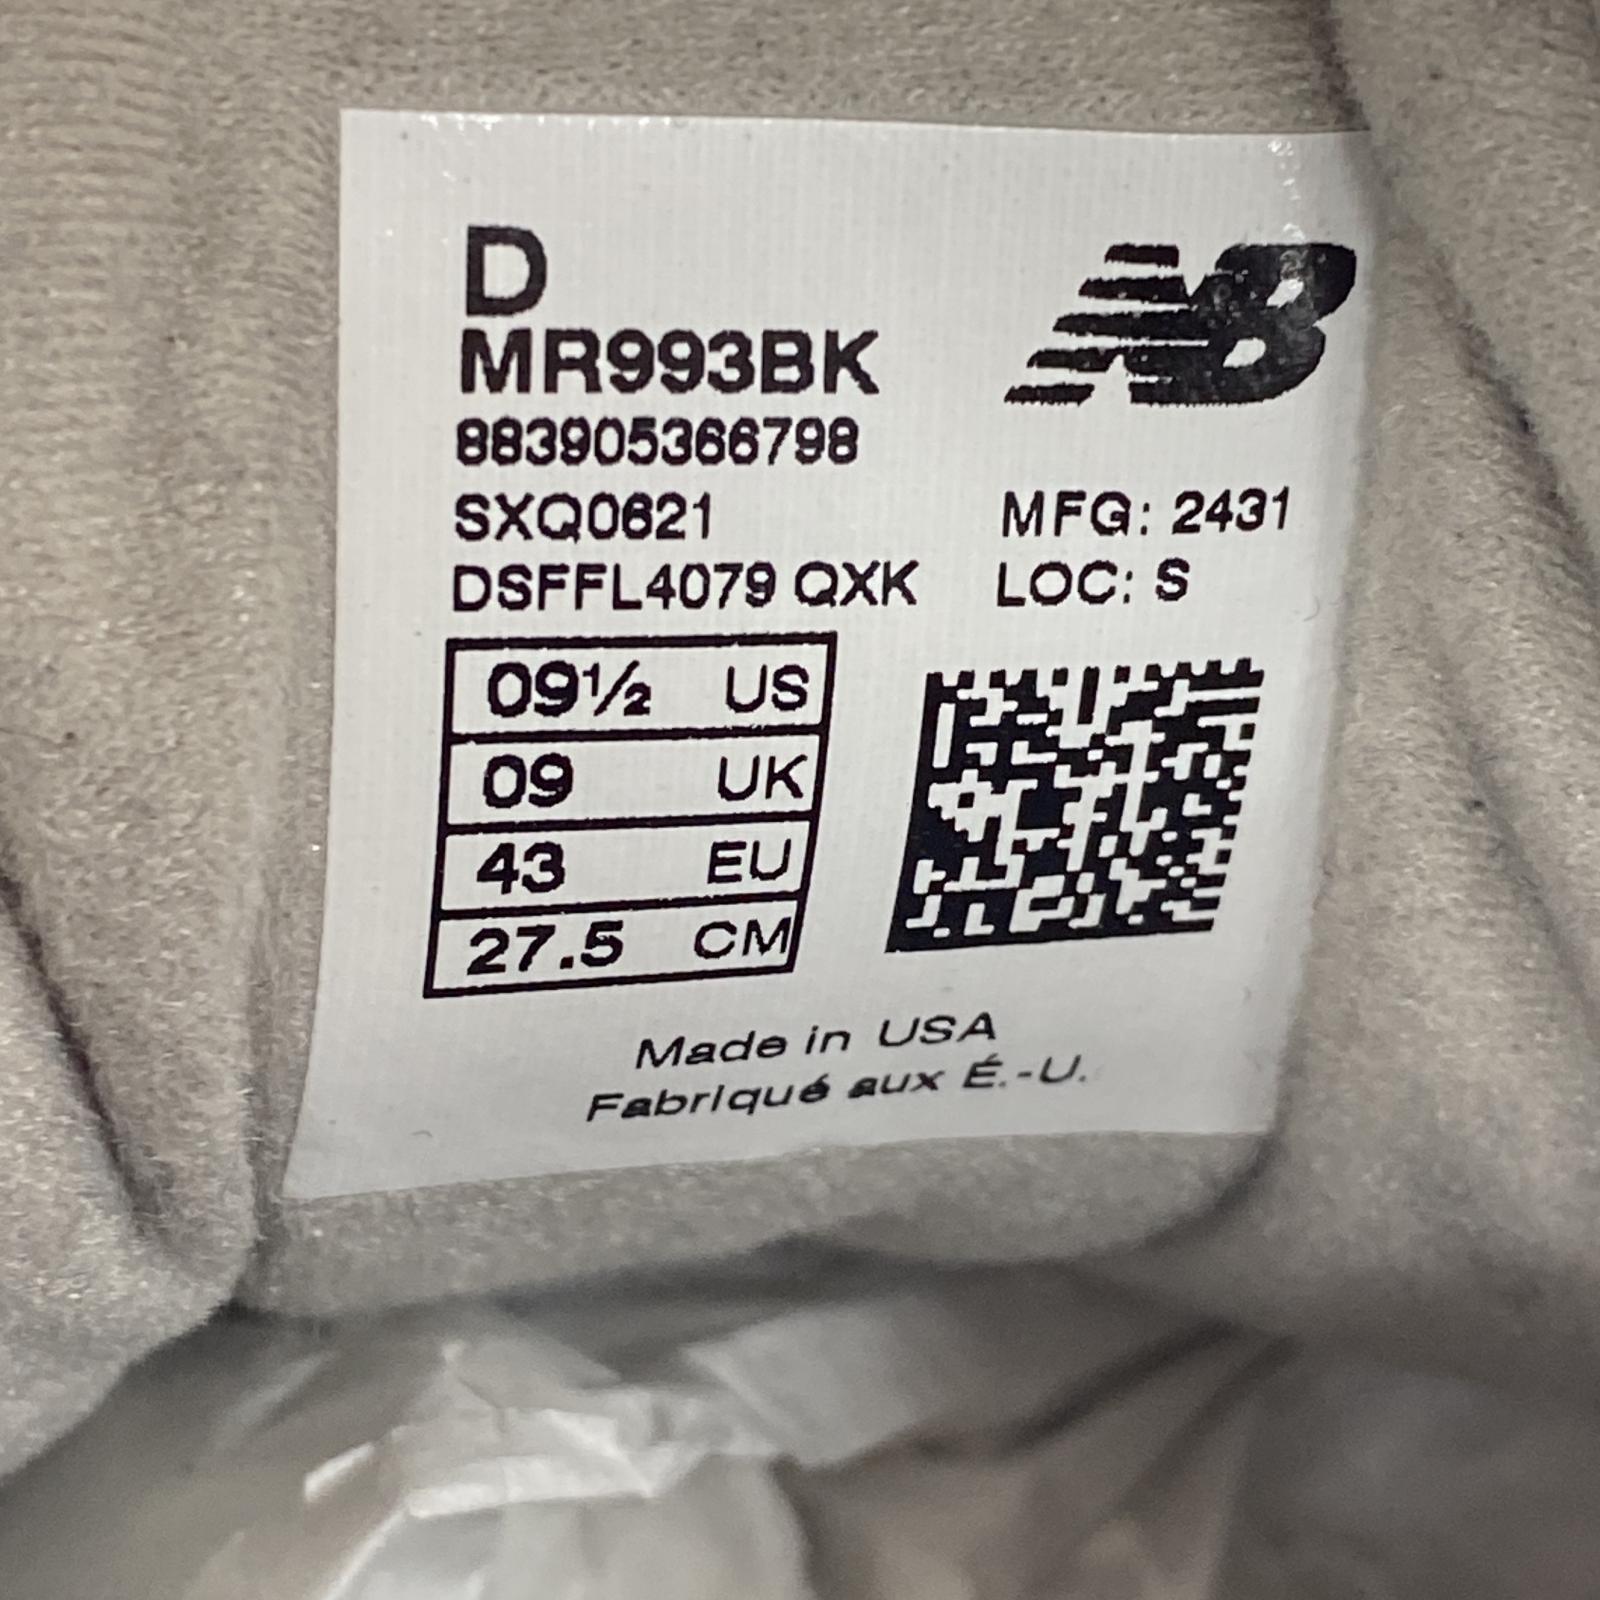 D
MR993BK
NB
883905366798
SXQ0621 MFG: 2431
DSFFL4079 QXK LOC: S
09½ US
09 UK
43 EU
27.5 CM
Made in USA
Fabriqué aux É.-U.